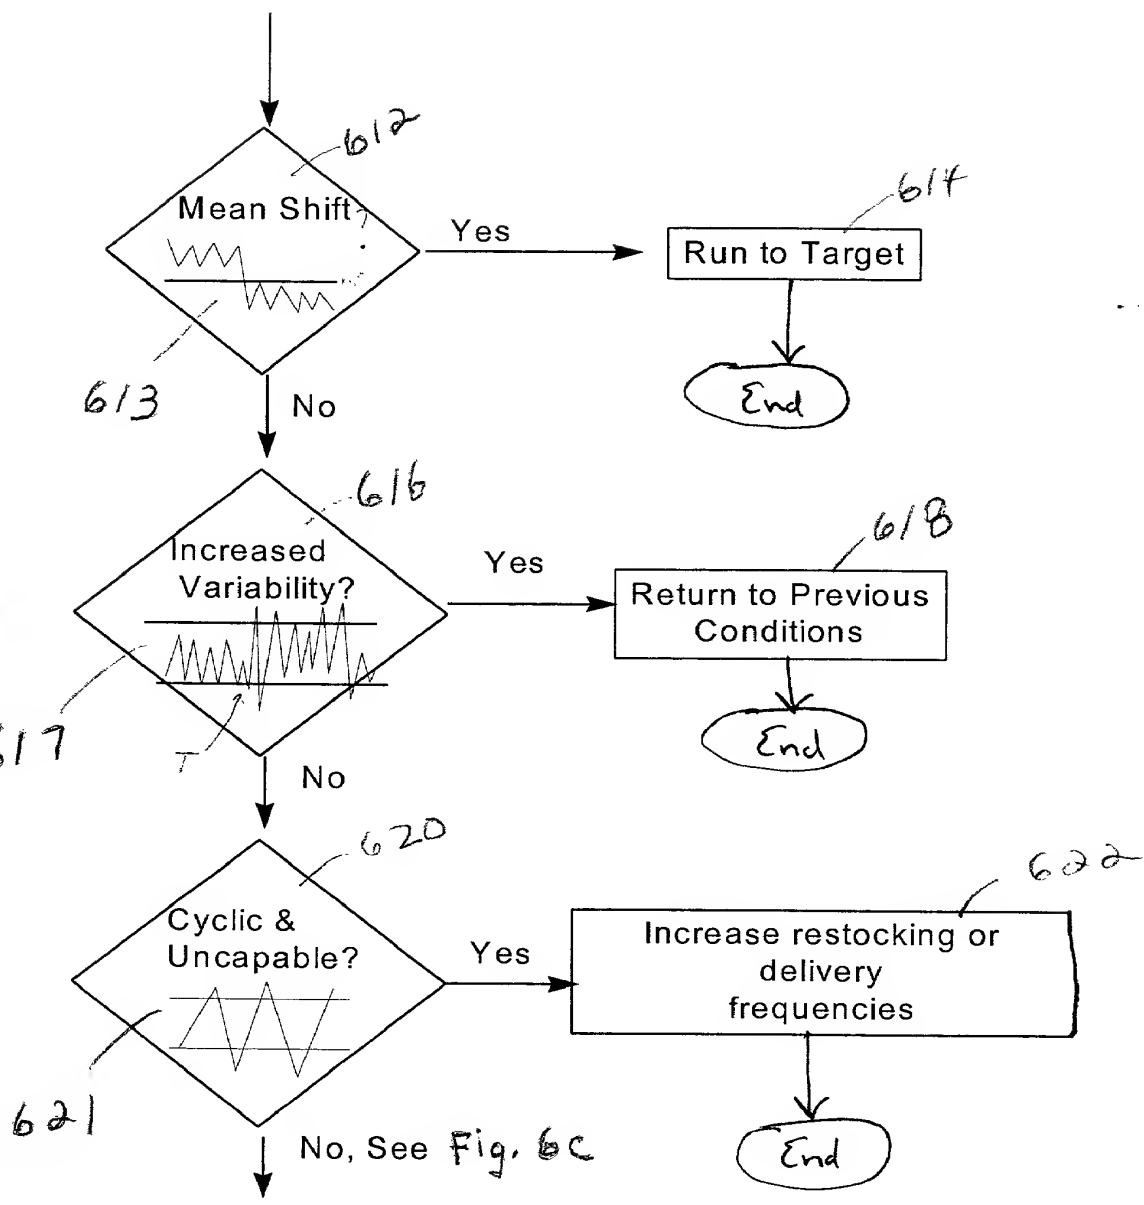 612
Mean Shift?
Yes
614
Run to Target
613
No
End
616
Increased
Variability?
Yes
618
Return to Previous
Conditions
617
T
No
End
620
Cyclic &
Uncapable?
Yes
622
Increase restocking or
delivery
frequencies
621
No, See Fig. 6c
End